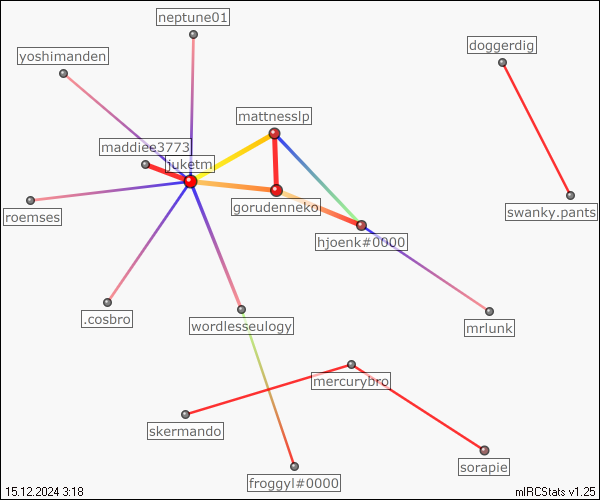 neptune01
doggerdig
yoshimanden
mattnesslp
maddiee3773
juketm
gorudenneko
roemses
swanky.pants
hjoenk#0000
.cosbro
wordlesseulogy
mrlunk
mercurybro
skermando
sorapie
froggyl#0000
15.12.2024 3:18
mIRCStats v1.25